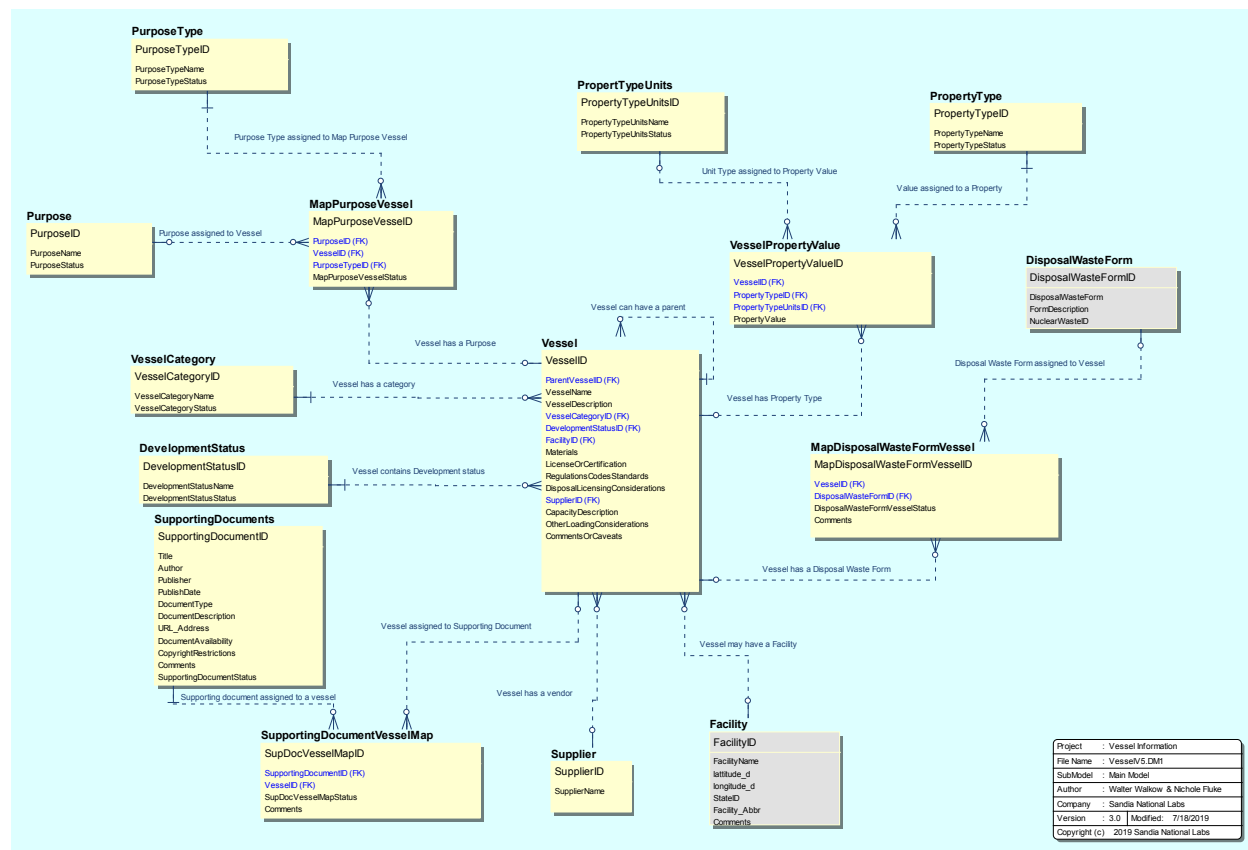 PurposeType
PurposeTypeID
PurposeTypeName
PurposeTypeStatus
Purpose Type assigned to Map Purpose Vessel
PropertTypeUnits
PropertyTypeUnitsID
PropertyTypeUnitsName
PropertyTypeUnitsStatus
Unit Type assigned to Property Value
PropertyType
PropertyTypeID
PropertyTypeName
PropertyTypeStatus
Value assigned to a Property
Purpose
PurposeID
PurposeName
PurposeStatus
Purpose assigned to Vessel
MapPurposeVessel
MapPurposeVesselID
PurposeID (FK)
VesselID (FK)
PurposeTypeID (FK)
MapPurposeVesselStatus
Vessel has a Purpose
VesselPropertyValue
VesselPropertyValueID
VesselID (FK)
PropertyTypeID (FK)
PropertyTypeUnitsID (FK)
PropertyValue
Vessel has Property Type
DisposalWasteForm
DisposalWasteFormID
DisposalWasteForm
FormDescription
NuclearWasteID
Disposal Waste Form assigned to Vessel
Vessel can have a parent
Vessel
VesselID
ParentVesselID (FK)
VesselName
VesselDescription
VesselCategoryID (FK)
DevelopmentStatusID (FK)
FacilityID (FK)
Materials
LicenseOrCertification
RegulationsCodesStandards
DisposalLicensingConsiderations
SupplierID (FK)
CapacityDescription
OtherLoadingConsiderations
CommentsOrCaveats
VesselCategory
VesselCategoryID
VesselCategoryName
VesselCategoryStatus
Vessel has a category
DevelopmentStatus
DevelopmentStatusID
DevelopmentStatusName
DevelopmentStatusStatus
Vessel contains Development status
MapDisposalWasteFormVessel
MapDisposalWasteFormVesselID
VesselID (FK)
DisposalWasteFormID (FK)
DisposalWasteFormVesselStatus
Comments
Vessel has a Disposal Waste Form
SupportingDocuments
SupportingDocumentID
Title
Author
Publisher
PublishDate
DocumentType
DocumentDescription
URL_Address
DocumentAvailability
CopyrightRestrictions
Comments
SupportingDocumentStatus
Supporting document assigned to a vessel
Vessel assigned to Supporting Document
Vessel has a vendor
Vessel may have a Facility
SupportingDocumentVesselMap
SupDocVesselMapID
SupportingDocumentID (FK)
VesselID (FK)
SupDocVesselMapStatus
Comments
Supplier
SupplierID
SupplierName
Facility
FacilityID
FacilityName
lattitude_d
longitude_d
StateID
Facility_Abbr
Comments
Project : Vessel Information
File Name : VesselV5.DM1
SubModel : Main Model
Author : Walter Walkow & Nichole Fluke
Company : Sandia National Labs
Version : 3.0 Modified: 7/18/2019
Copyright (c) 2019 Sandia National Labs